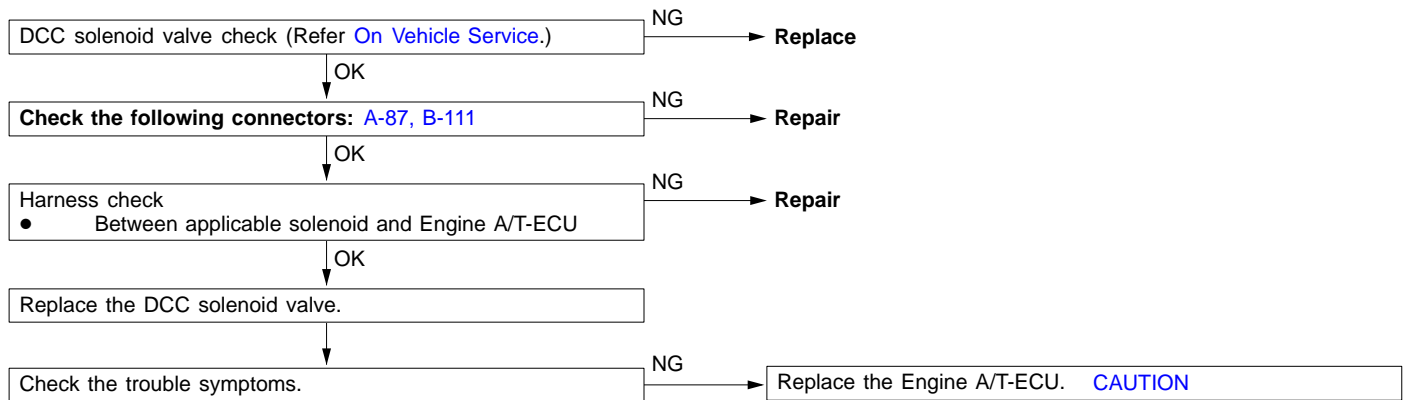 DCC solenoid valve check (Refer On Vehicle Service.)
NG
Replace
OK
Check the following connectors: A-87, B-111
NG
Repair
OK
Harness check
● Between applicable solenoid and Engine A/T-ECU
NG
Repair
OK
Replace the DCC solenoid valve.
Check the trouble symptoms.
NG
Replace the Engine A/T-ECU. CAUTION